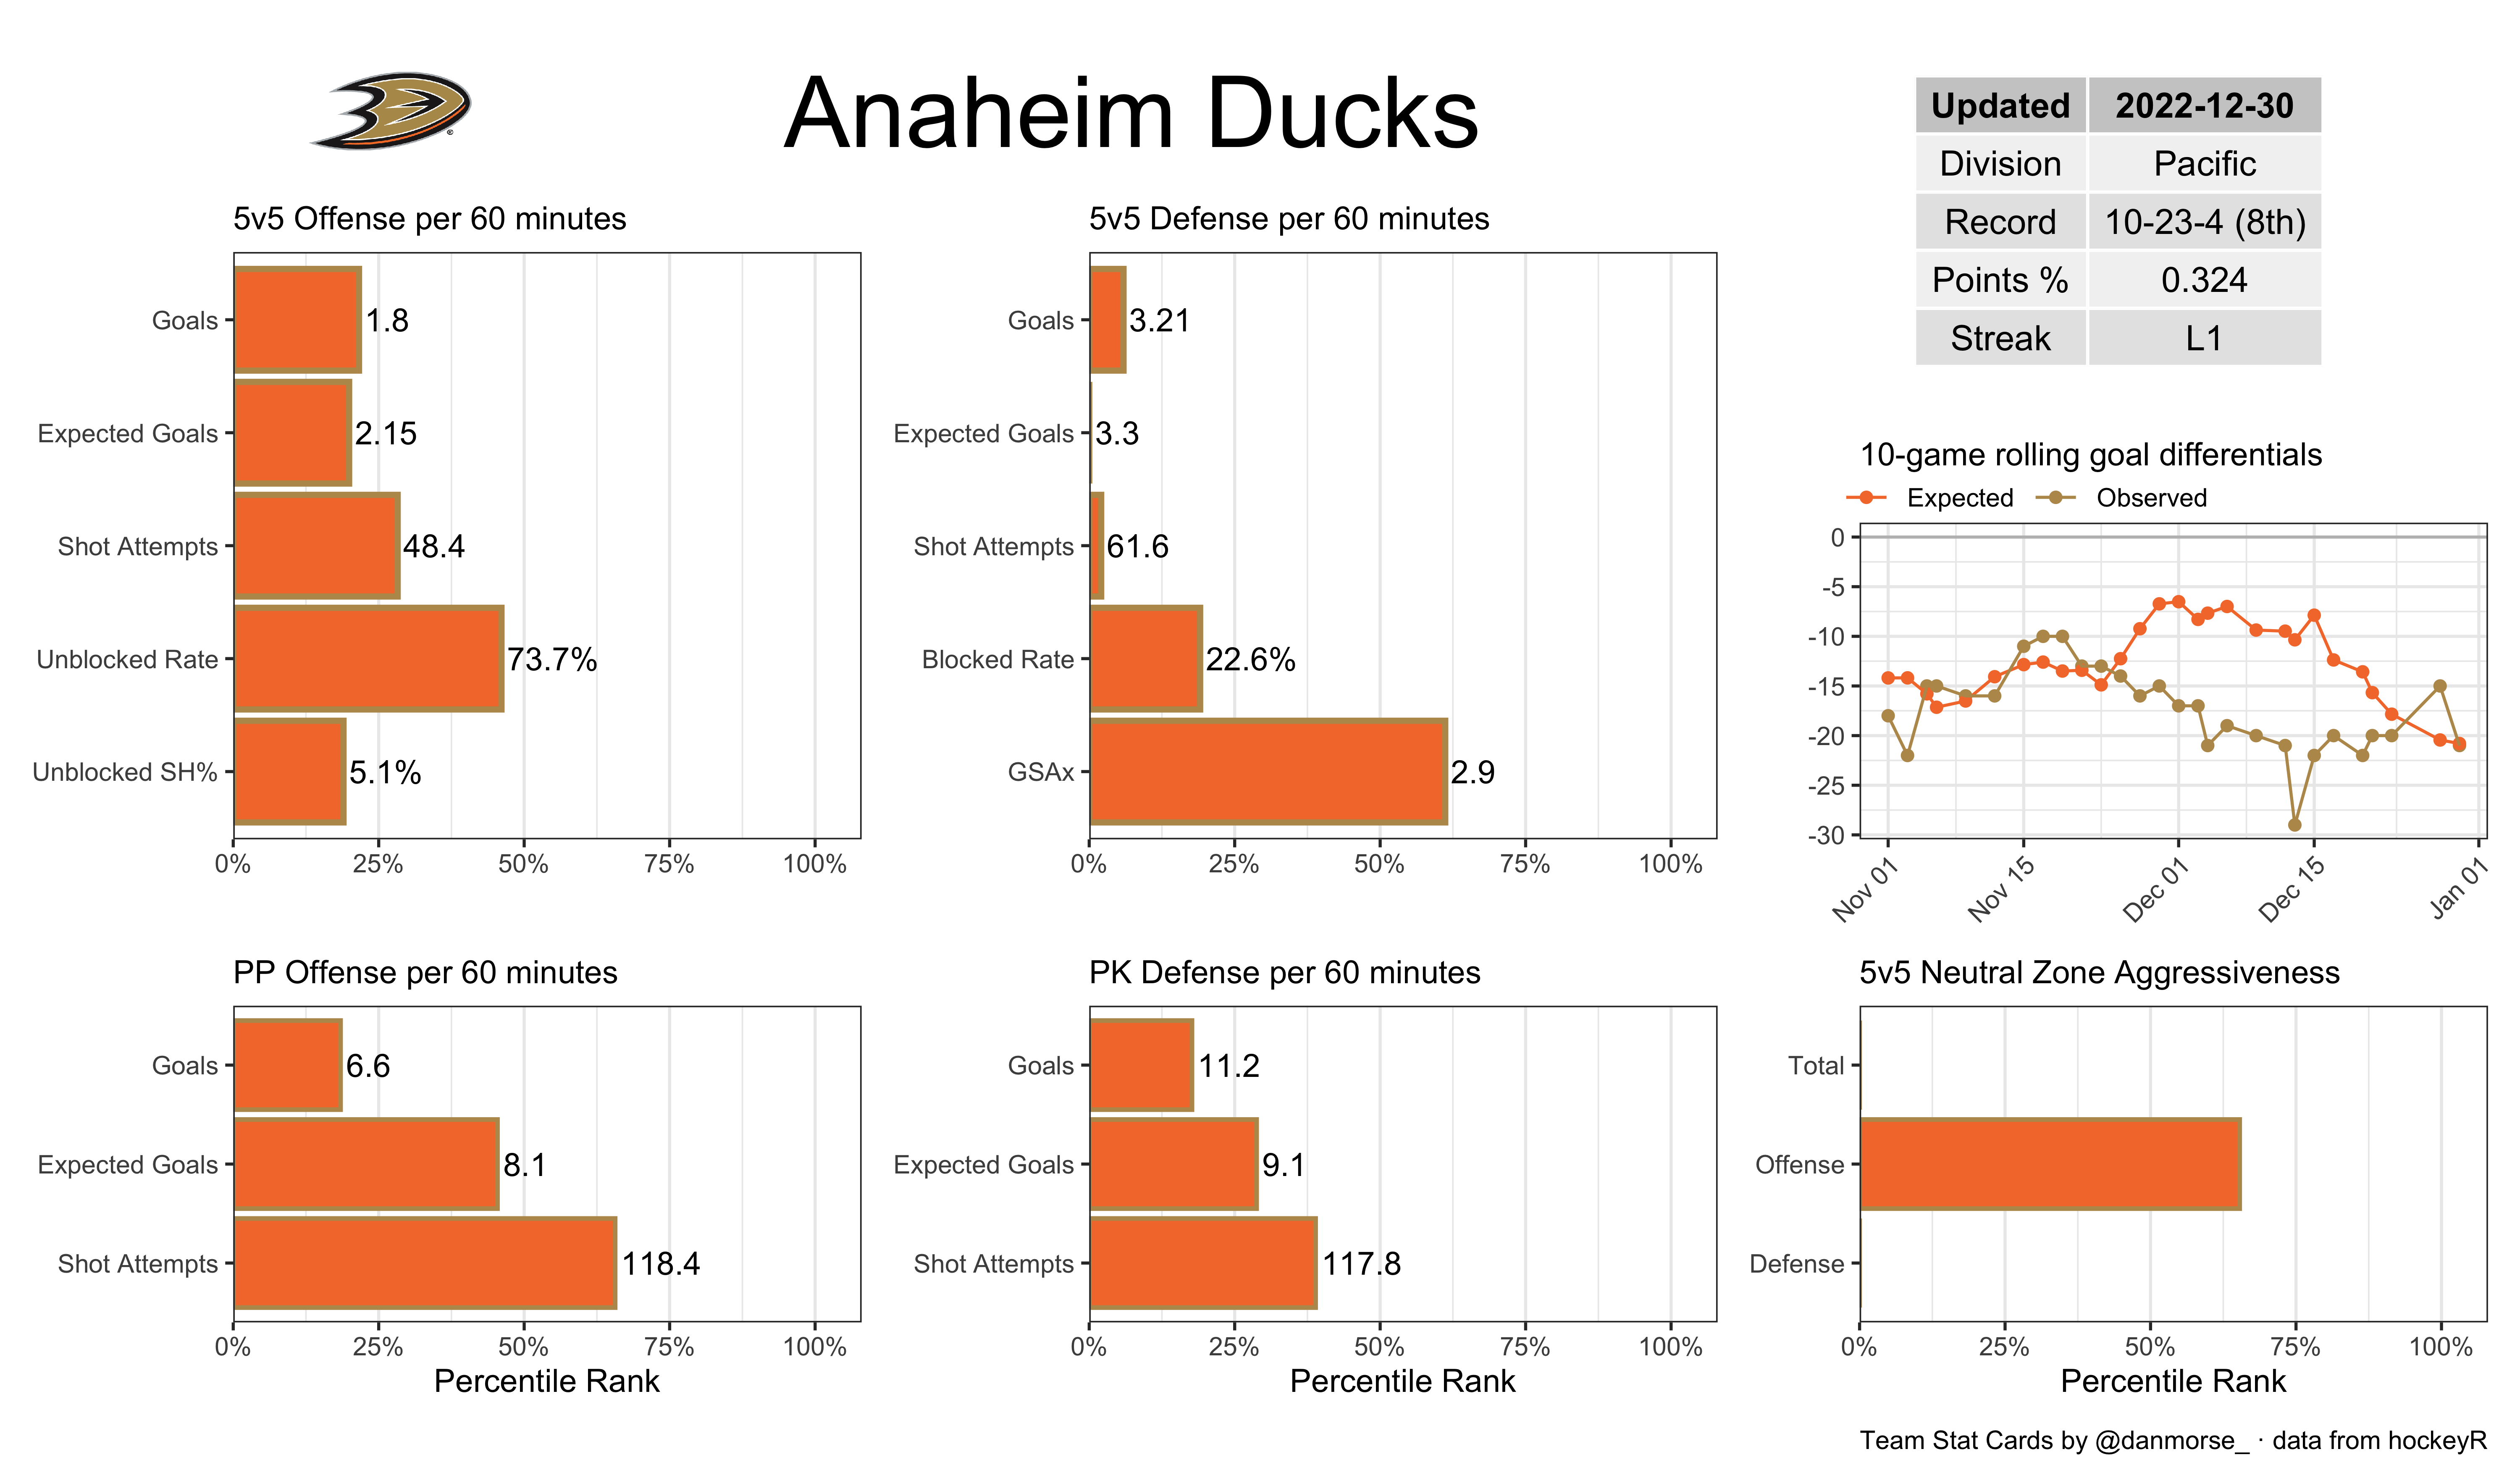 Anaheim Ducks
Updated 2022-12-30
Division Pacific
Record 10-23-4 (8th)
Points % 0.324
Streak L1
5v5 Offense per 60 minutes
Goals 1.8
Expected Goals 2.15
Shot Attempts 48.4
Unblocked Rate 73.7%
Unblocked SH% 5.1%
0% 25% 50% 75% 100%
5v5 Defense per 60 minutes
Goals 3.21
Expected Goals 3.3
Shot Attempts 61.6
Blocked Rate 22.6%
GSAx 2.9
0% 25% 50% 75% 100%
10-game rolling goal differentials
Expected Observed
0
-5
-10
-15
-20
-25
-30
Nov 01 Nov 15 Dec 01 Dec 15 Jan 01
PP Offense per 60 minutes
Goals 6.6
Expected Goals 8.1
Shot Attempts 118.4
0% 25% 50% 75% 100%
Percentile Rank
PK Defense per 60 minutes
Goals 11.2
Expected Goals 9.1
Shot Attempts 117.8
0% 25% 50% 75% 100%
Percentile Rank
5v5 Neutral Zone Aggressiveness
Total
Offense
Defense
0% 25% 50% 75% 100%
Percentile Rank
Team Stat Cards by @danmorse_ · data from hockeyR